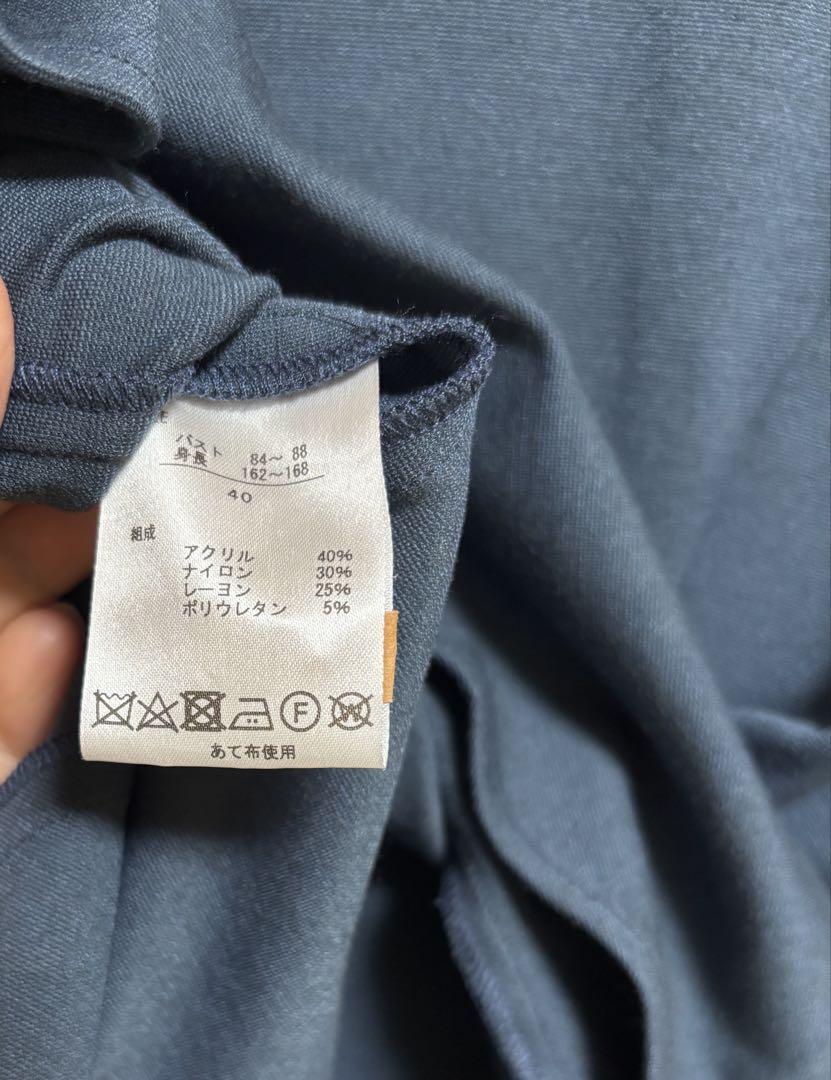 バスト 84～ 88
身長 162～168
40
組成
アクリル 40%
ナイロン 30%
レーヨン 25%
ポリウレタン 5%
F W
あて布使用